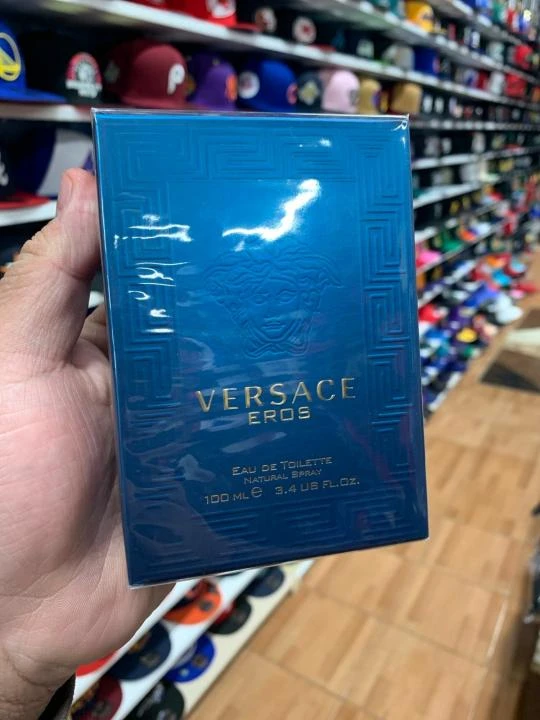 VERSACE
EROS
EAU DE TOILETTE
NATURAL SPRAY
100 ML ℮ 3.4 US FL.OZ.